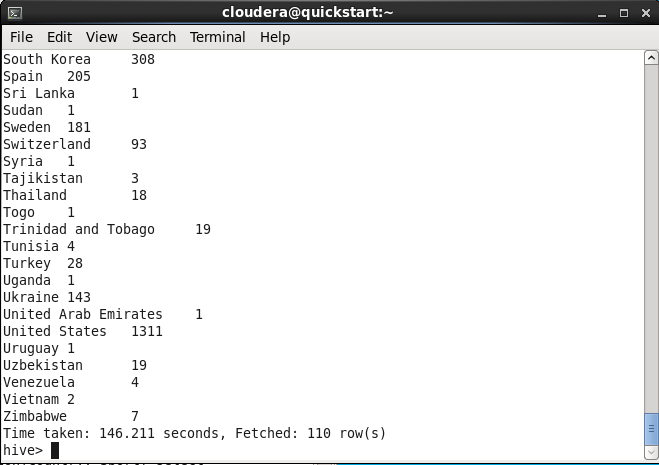 cloudera@quickstart:~
File Edit View Search Terminal Help
South Korea 308
Spain 205
Sri Lanka 1
Sudan 1
Sweden 181
Switzerland 93
Syria 1
Tajikistan 3
Thailand 18
Togo 1
Trinidad and Tobago 19
Tunisia 4
Turkey 28
Uganda 1
Ukraine 143
United Arab Emirates 1
United States 1311
Uruguay 1
Uzbekistan 19
Venezuela 4
Vietnam 2
Zimbabwe 7
Time taken: 146.211 seconds, Fetched: 110 row(s)
hive>